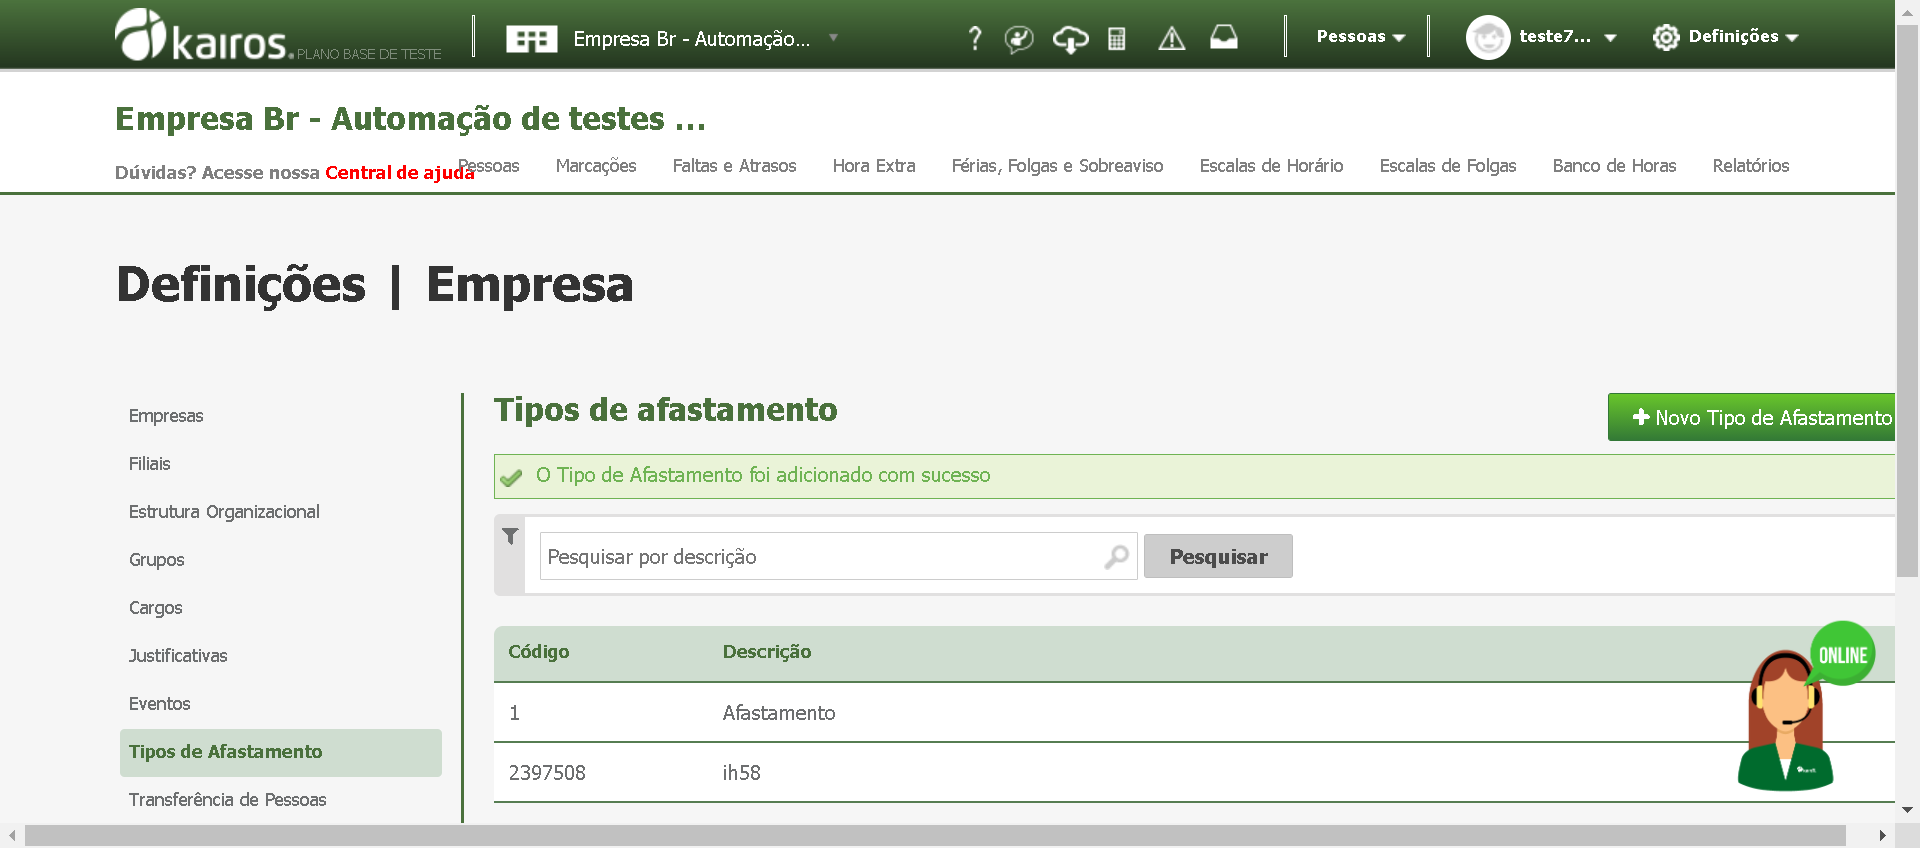 kairos. PLANO BASE DE TESTE
Empresa Br - Automação...
?
Pessoas
teste7...
Definições
Empresa Br - Automação de testes ...
Dúvidas? Acesse nossa Central de ajuda
Pessoas Marcações Faltas e Atrasos Hora Extra Férias, Folgas e Sobreaviso Escalas de Horário Escalas de Folgas Banco de Horas Relatórios
Definições | Empresa
Empresas
Filiais
Estrutura Organizacional
Grupos
Cargos
Justificativas
Eventos
Tipos de Afastamento
Transferência de Pessoas
Tipos de afastamento
Novo Tipo de Afastamento
O Tipo de Afastamento foi adicionado com sucesso
Pesquisar por descrição
Pesquisar
Código Descrição
1 Afastamento
2397508 ih58
ONLINE